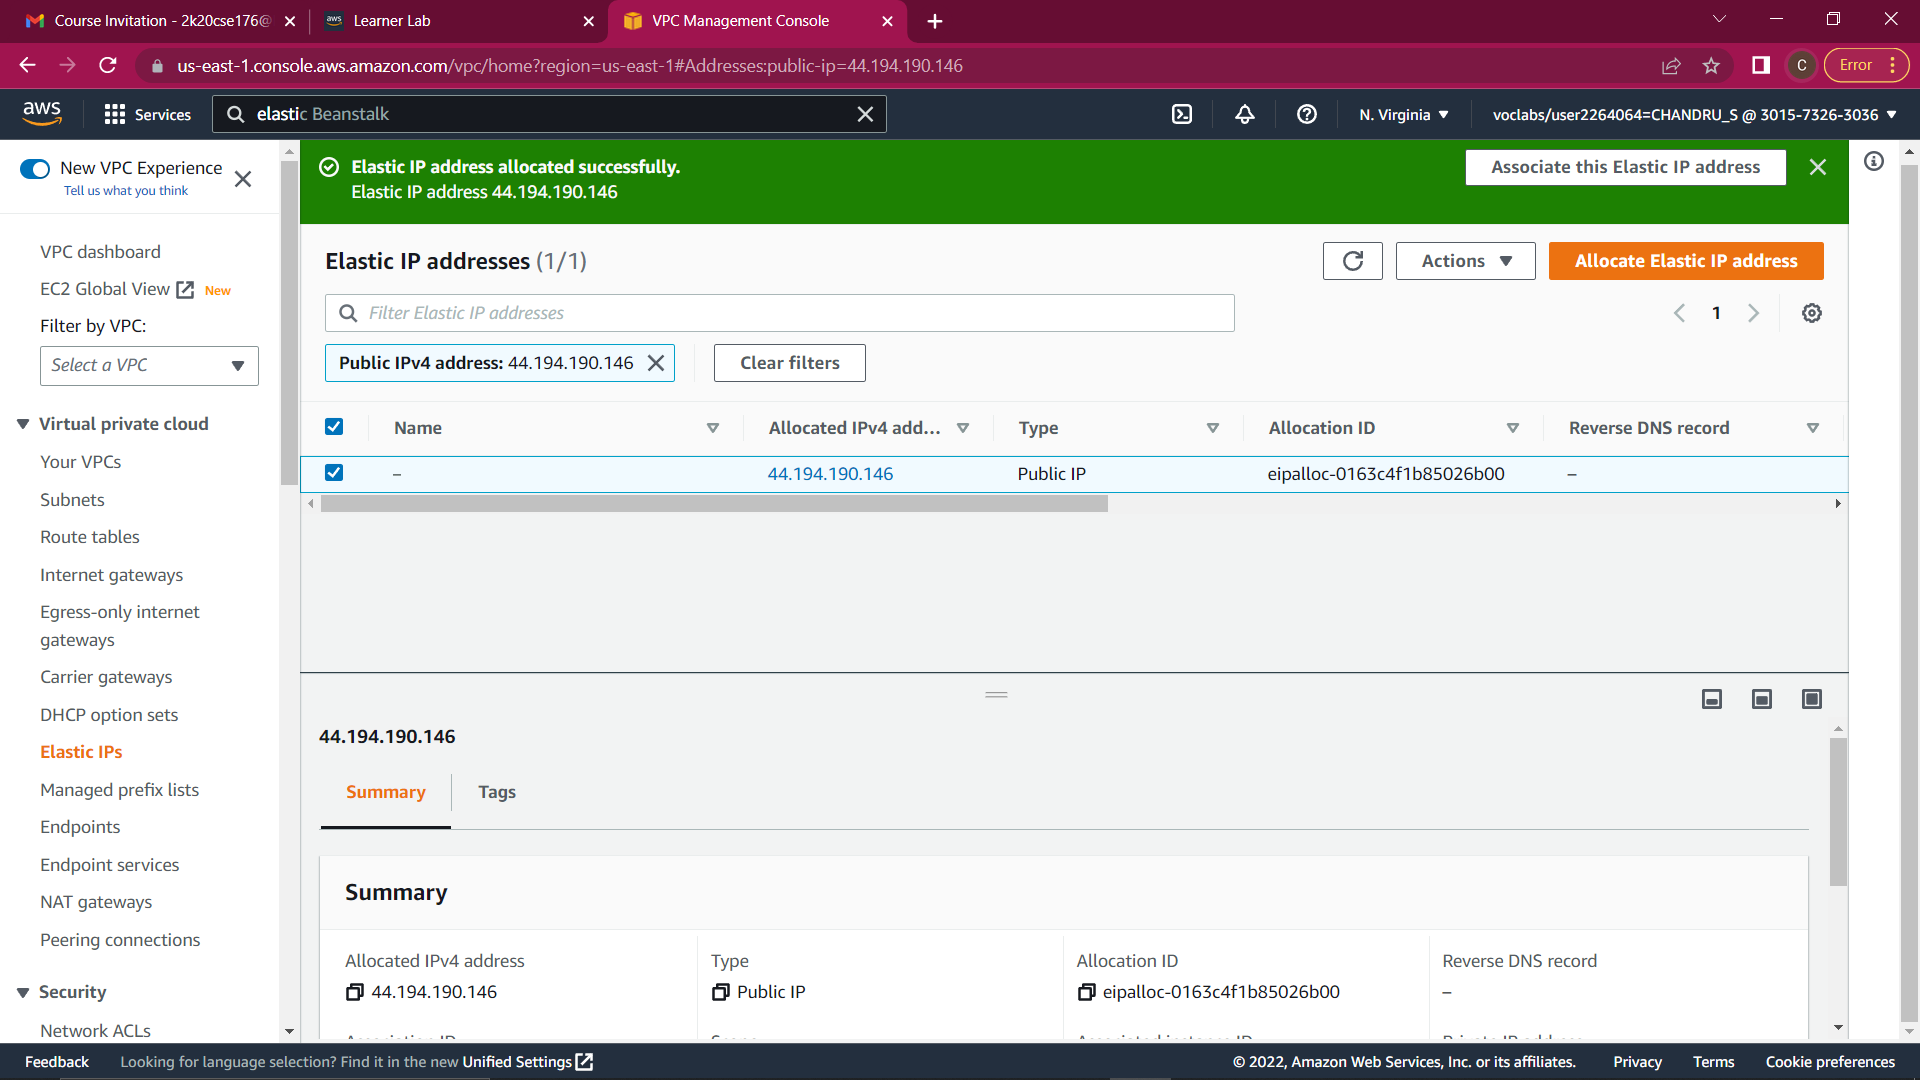 Course Invitation - 2k20cse176@
Learner Lab
VPC Management Console
us-east-1.console.aws.amazon.com/vpc/home?region=us-east-1#Addresses:public-ip=44.194.190.146
C
Error
aws
Services
elastic Beanstalk
N. Virginia
voclabs/user2264064=CHANDRU_S @ 3015-7326-3036
New VPC Experience
Tell us what you think
VPC dashboard
EC2 Global View New
Filter by VPC:
Select a VPC
Virtual private cloud
Your VPCs
Subnets
Route tables
Internet gateways
Egress-only internet
gateways
Carrier gateways
DHCP option sets
Elastic IPs
Managed prefix lists
Endpoints
Endpoint services
NAT gateways
Peering connections
Security
Network ACLs
Elastic IP address allocated successfully.
Elastic IP address 44.194.190.146
Associate this Elastic IP address
Elastic IP addresses (1/1)
Actions
Allocate Elastic IP address
Filter Elastic IP addresses
1
Public IPv4 address: 44.194.190.146
Clear filters
Name Allocated IPv4 add... Type Allocation ID Reverse DNS record
– 44.194.190.146 Public IP eipalloc-0163c4f1b85026b00 –
44.194.190.146
Summary Tags
Summary
Allocated IPv4 address Type Allocation ID Reverse DNS record
44.194.190.146 Public IP eipalloc-0163c4f1b85026b00 –
Feedback Looking for language selection? Find it in the new Unified Settings © 2022, Amazon Web Services, Inc. or its affiliates. Privacy Terms Cookie preferences